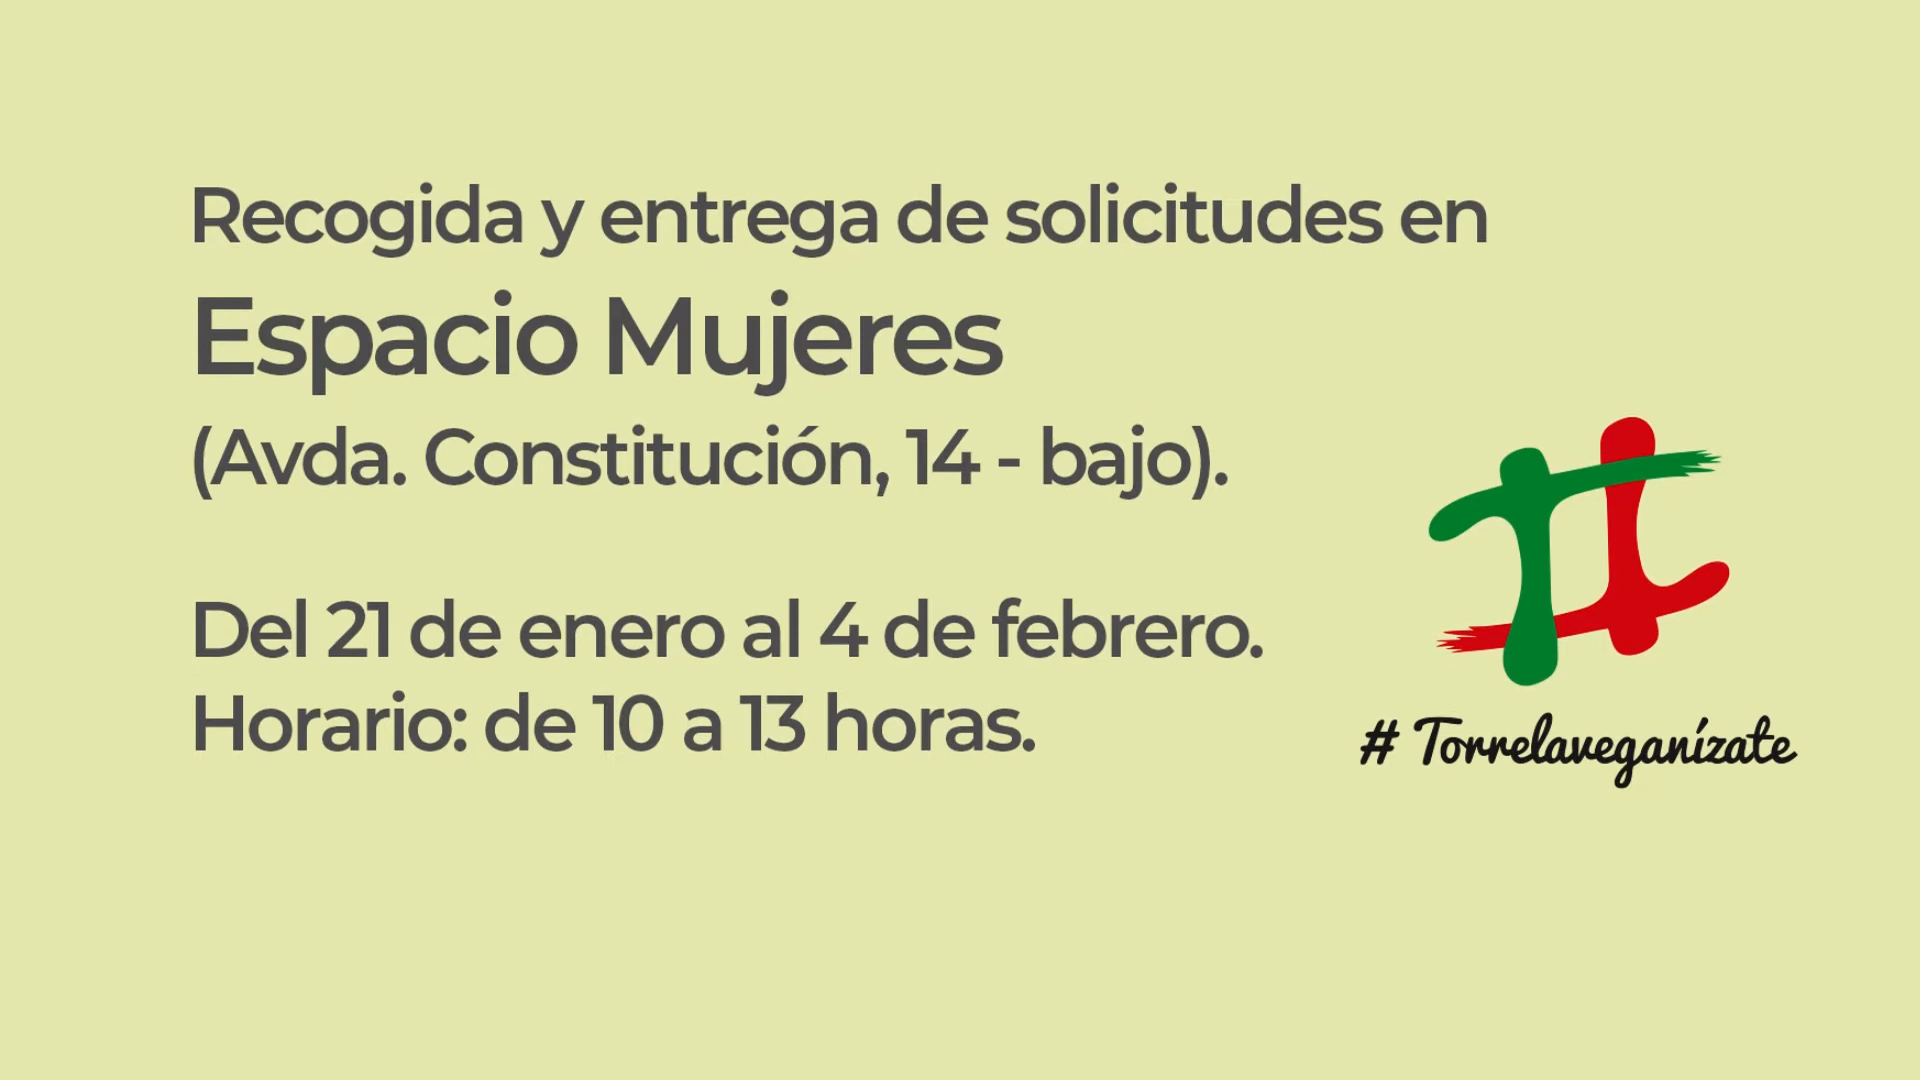 Recogida y entrega de solicitudes en
Espacio Mujeres
(Avda. Constitución, 14 - bajo).
Del 21 de enero al 4 de febrero.
Horario: de 10 a 13 horas.
# Torrelaveganízate